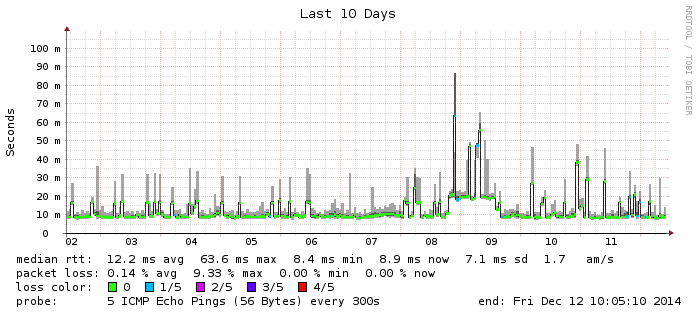 Last 10 Days
RRDTOOL / TOBI OETIKER
Seconds
100 m
90 m
80 m
70 m
60 m
50 m
40 m
30 m
20 m
10 m
0
02 03 04 05 06 07 08 09 10 11
median rtt: 12.2 ms avg 63.6 ms max 8.4 ms min 8.9 ms now 7.1 ms sd 1.7 am/s
packet loss: 0.14 % avg 9.33 % max 0.00 % min 0.00 % now
loss color: 0 1/5 2/5 3/5 4/5
probe: 5 ICMP Echo Pings (56 Bytes) every 300s end: Fri Dec 12 10:05:10 2014